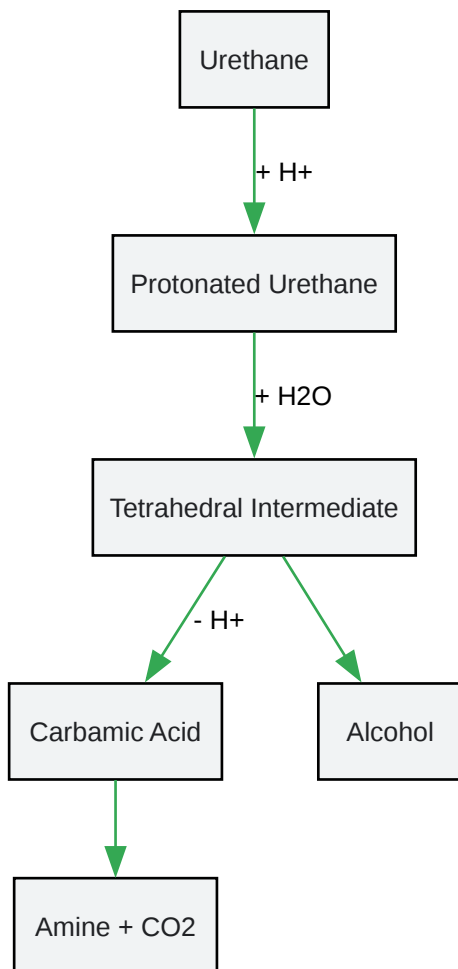 Urethane
+ H+
Protonated Urethane
+ H2O
Tetrahedral Intermediate
- H+
Carbamic Acid
Alcohol
Amine + CO2